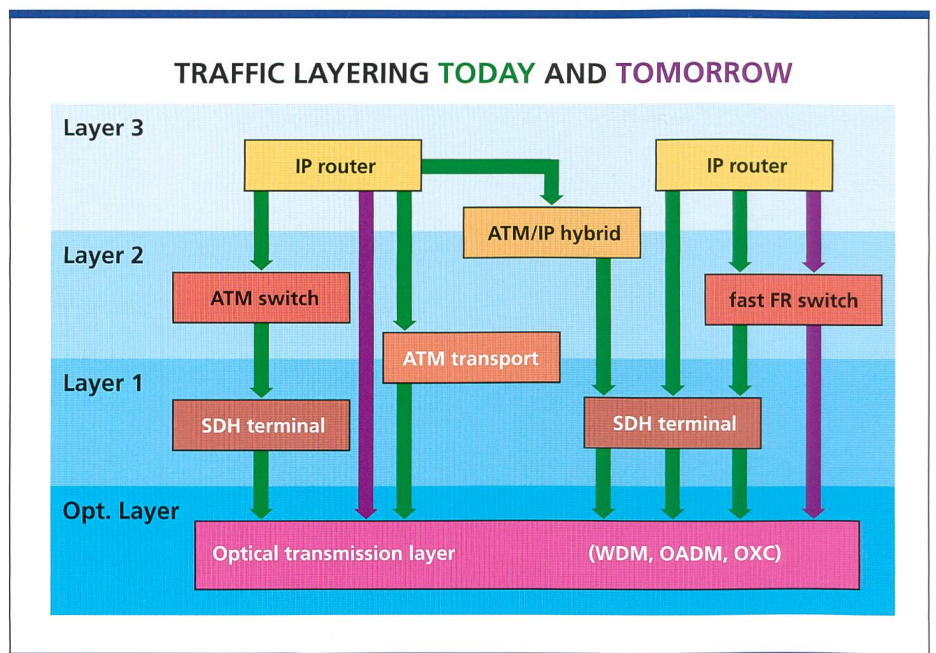 TRAFFIC LAYERING TODAY AND TOMORROW
Layer 3
IP router
IP router
ATM/IP hybrid
Layer 2
ATM switch
fast FR switch
ATM transport
Layer 1
SDH terminal
SDH terminal
Opt. Layer
Optical transmission layer (WDM, OADM, OXC)